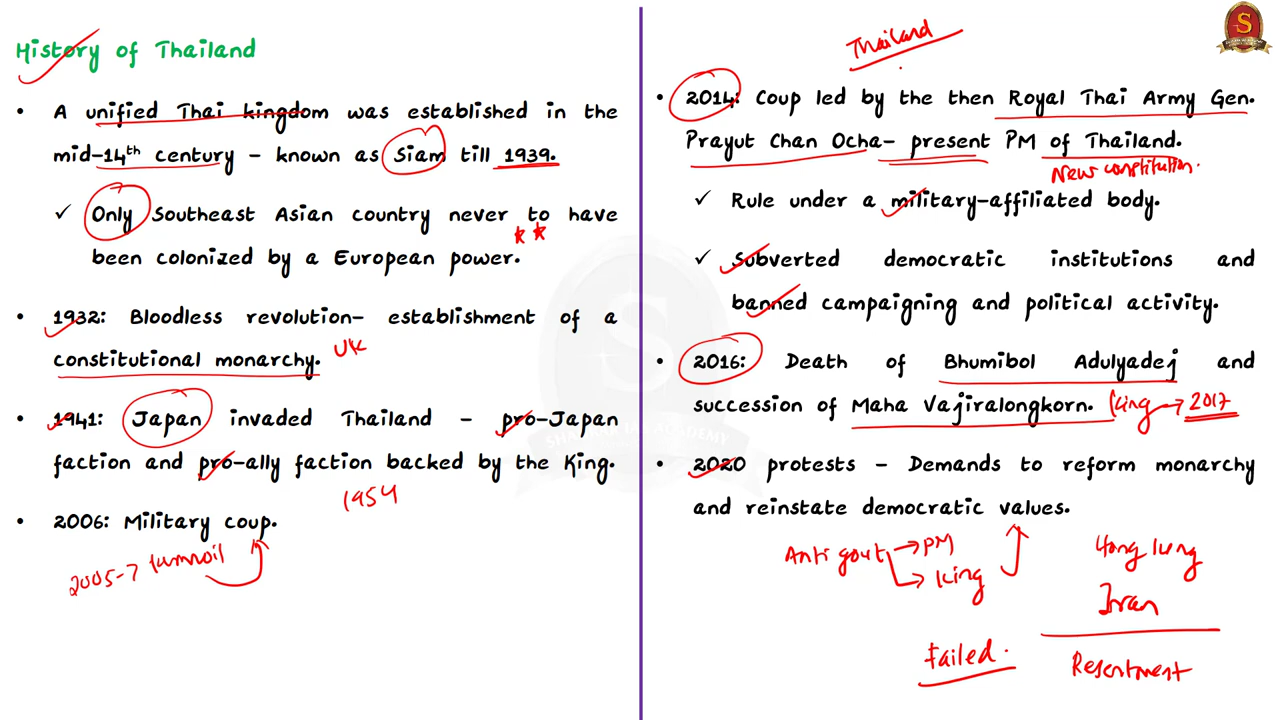 History of Thailand
• A unified Thai kingdom was established in the
mid-14th century – known as Siam till 1939.
✓ Only Southeast Asian country never to have
been colonized by a European power.
• 1932: Bloodless revolution- establishment of a
constitutional monarchy.
UK
• 1941: Japan invaded Thailand - pro-Japan
faction and pro-ally faction backed by the King.
1954
• 2006: Military coup.
2005-7 turmoil
Thailand
• 2014: Coup led by the then Royal Thai Army Gen.
Prayut Chan Ocha- present PM of Thailand.
New constitution.
✓ Rule under a military-affiliated body.
✓ Subverted democratic institutions and
banned campaigning and political activity.
• 2016: Death of Bhumibol Adulyadej and
succession of Maha Vajiralongkorn. King → 2017
• 2020 protests – Demands to reform monarchy
and reinstate democratic values.
Anti govt → PM
→ King
Hong Kong
Iran
Failed.
Resentment